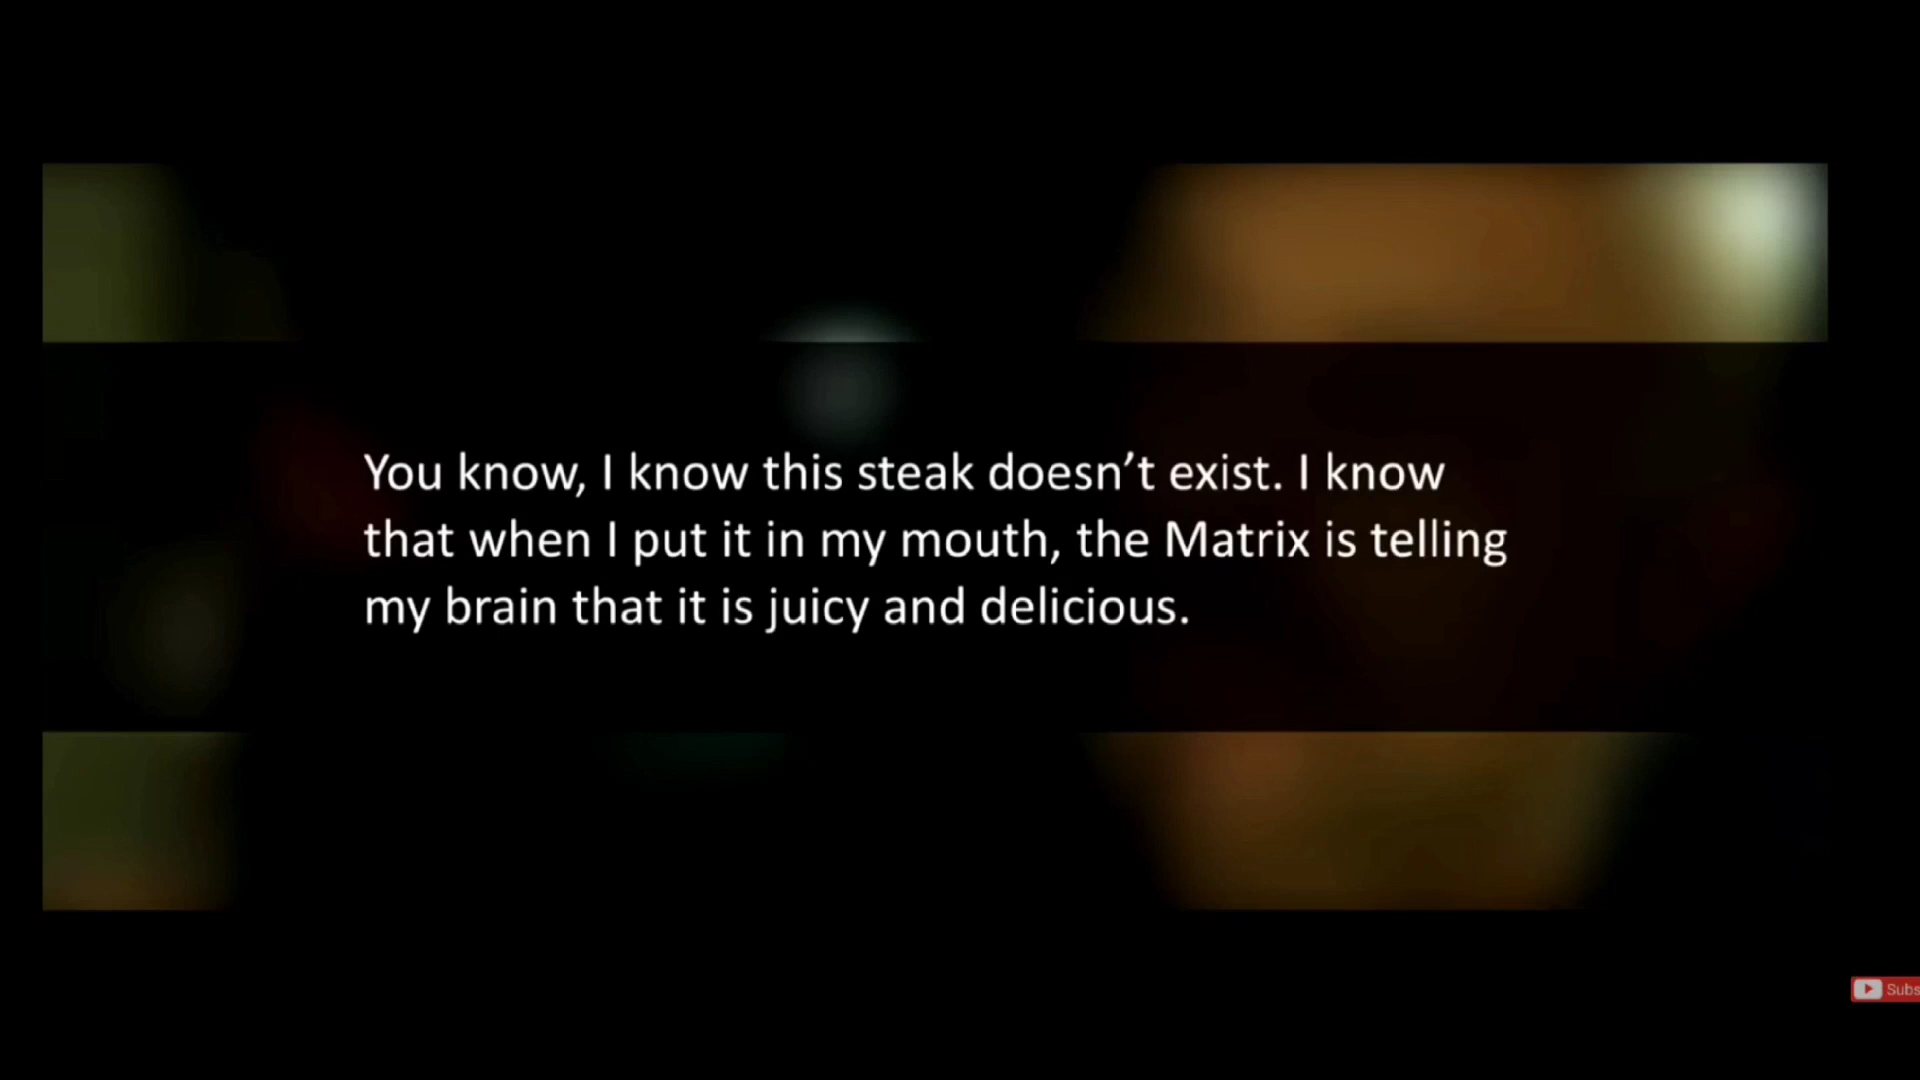 You know, I know this steak doesn’t exist. I know
that when I put it in my mouth, the Matrix is telling
my brain that it is juicy and delicious.
Subs